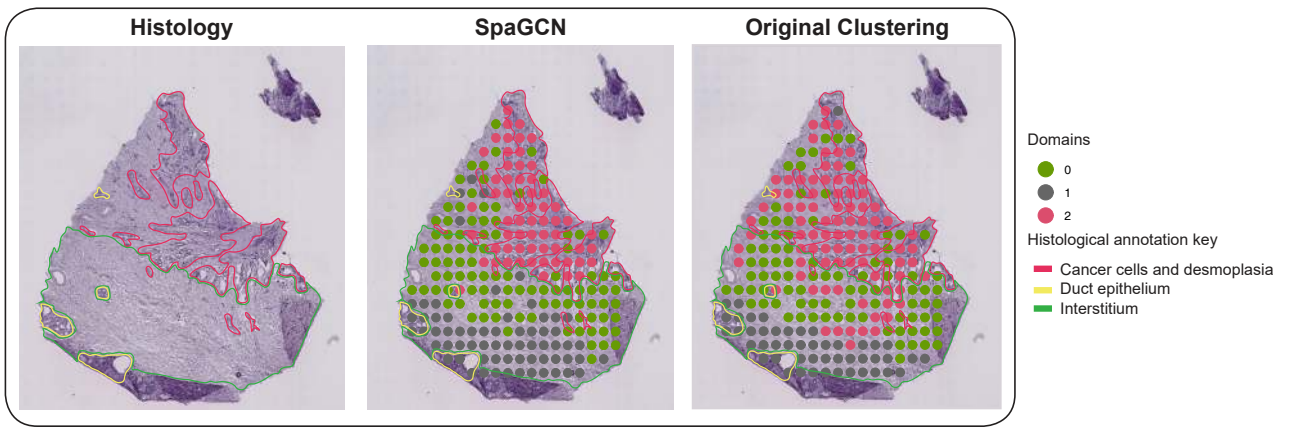 Histology
SpaGCN
Original Clustering
Domains
0
1
2
Histological annotation key
Cancer cells and desmoplasia
Duct epithelium
Interstitium